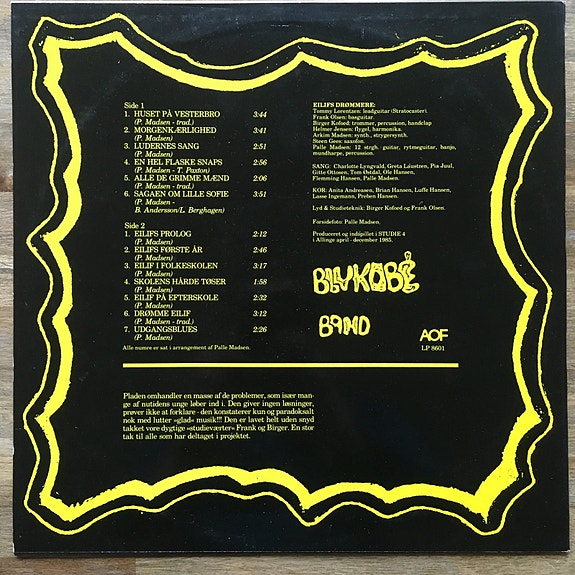 Side 1
1. HUSET PÅ VESTERBRO 3:44
(P. Madsen - trad.)
2. MORGENKÆRLIGHED 3:41
(P. Madsen)
3. LUDERNES SANG 2:51
(P. Madsen)
4. EN HEL FLASKE SNAPS 2:56
(P. Madsen - T. Paxton)
5. ALLE DE GRIMME MÆND 2:06
(P. Madsen - trad.)
6. SAGAEN OM LILLE SOFIE 3:51
(P. Madsen -
B. Andersson/L. Berghagen)
Side 2
1. EILIFS PROLOG 2:12
(P. Madsen)
2. EILIFS FØRSTE ÅR 2:46
(P. Madsen)
3. EILIF I FOLKESKOLEN 3:17
(P. Madsen)
4. SKOLENS HÅRDE TØSER 1:58
(P. Madsen)
5. EILIF PÅ EFTERSKOLE 2:32
(P. Madsen)
6. DRØMME EILIF 3:12
(P. Madsen - trad.)
7. UDGANGSBLUES 2:26
(P. Madsen)
Alle numre er sat i arrangement af Palle Madsen.
EILIFS DRØMMERE:
Tommy Lorentzen: leadguitar (Stratocaster).
Frank Olsen: basguitar.
Birger Kofoed: trommer, percussion, handclap
Helmer Jensen: flygel, harmonika.
Arkim Madsen: synth., strygersynth.
Steen Gees: saxofon.
Palle Madsen: 12 strgh. guitar, rytmeguitar, banjo,
mundharpe, percussion.
SANG: Charlotte Lyngvald, Greta Láustzen, Pia Juul,
Gitte Ottosen, Tom Østdal, Ole Hansen,
Flemming Hansen, Palle Madsen.
KOR: Anita Andreasen, Brian Hansen, Luffe Hansen,
Lasse Ingemann, Preben Hansen.
Lyd & Studieteknik: Birger Kofoed og Frank Olsen.
Forsidefoto: Palle Madsen.
Produceret og indspillet i STUDIE 4
i Allinge april - december 1985.
BLYKOBÉ
BAND
AOF
LP 8601
Pladen omhandler en masse af de problemer, som især man-
ge af nutidens unge løber ind i. Den giver ingen løsninger,
prøver ikke at forklare - den konstaterer kun og paradoksalt
nok med lutter »glad« musik!!! Den er lavet helt uden snyd
takket vore dygtige »studieværter« Frank og Birger. En stor
tak til alle som har deltaget i projektet.